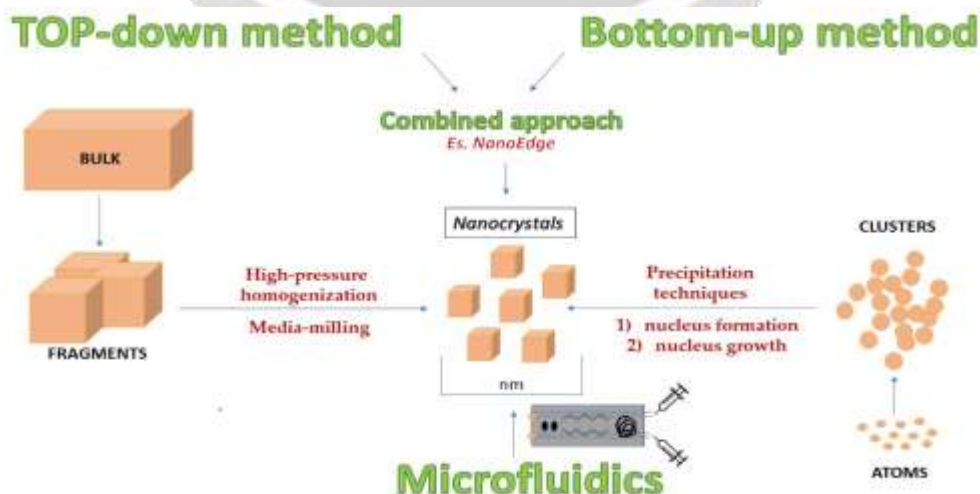 TOP-down method
Bottom-up method
Combined approach
Es. NanoEdge
BULK
Nanocrystals
CLUSTERS
High-pressure
homogenization
Media-milling
Precipitation
techniques
1) nucleus formation
2) nucleus growth
FRAGMENTS
nm
Microfluidics
ATOMS